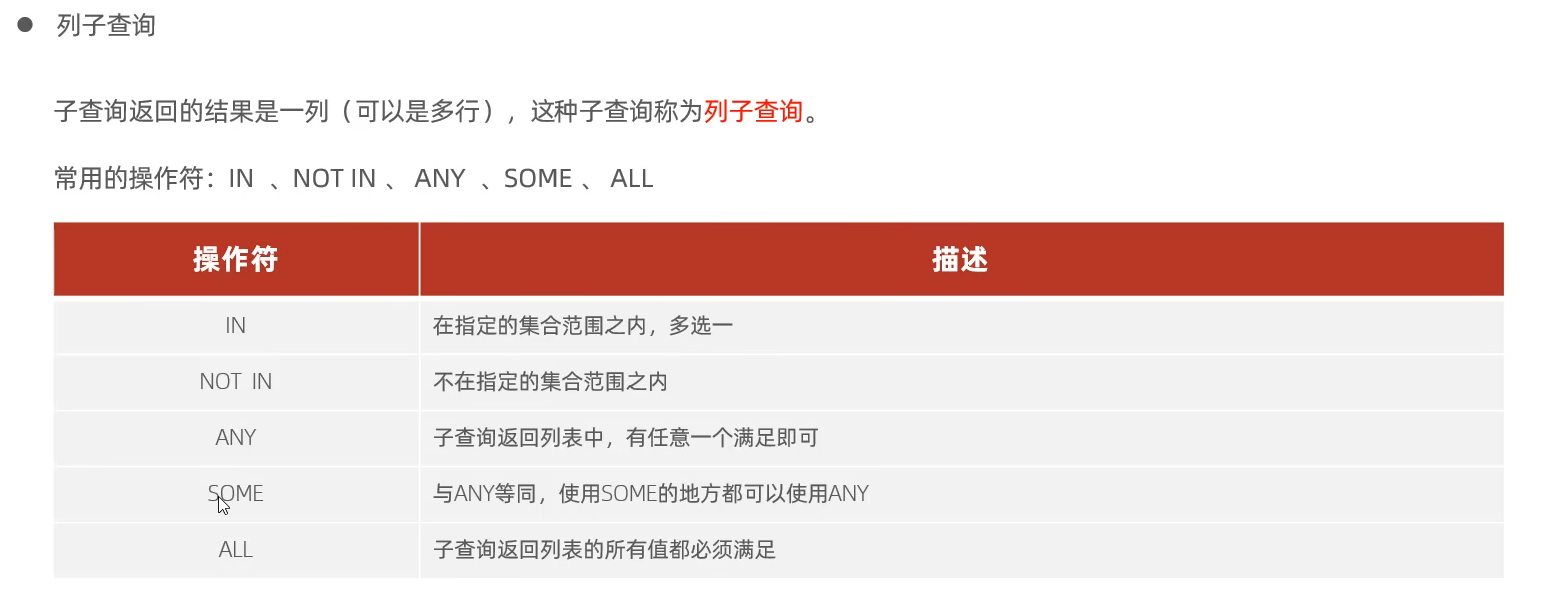 ● 列子查询
子查询返回的结果是一列（可以是多行），这种子查询称为列子查询。
常用的操作符：IN 、NOT IN 、 ANY 、SOME 、 ALL
操作符 描述
IN 在指定的集合范围之内，多选一
NOT IN 不在指定的集合范围之内
ANY 子查询返回列表中，有任意一个满足即可
SOME 与ANY等同，使用SOME的地方都可以使用ANY
ALL 子查询返回列表的所有值都必须满足